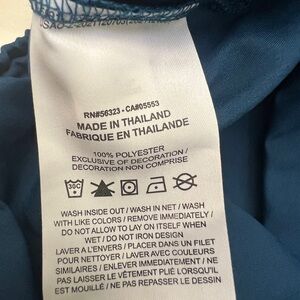 RN#56323 - CA#05553
MADE IN THAILAND
FABRIQUE EN THAILANDE
100% POLYESTER
EXCLUSIVE OF DECORATION /
DECORATION NON COMPRISE
30C
WASH INSIDE OUT / WASH IN NET / WASH
WITH LIKE COLORS / REMOVE IMMEDIATELY /
DO NOT ALLOW TO LAY ON ITSELF WHEN
WET / DO NOT IRON DESIGN
LAVER A L'ENVERS / PLACER DANS UN FILET
POUR NETTOYER / LAVER AVEC COULEURS
SIMILAIRES / ENLEVER IMMEDIATEMENT / NE
PAS LAISSER LE VÊTEMENT PLIÉ LORSQU'IL
EST MOUILLÉ / NE PAS REPASSER